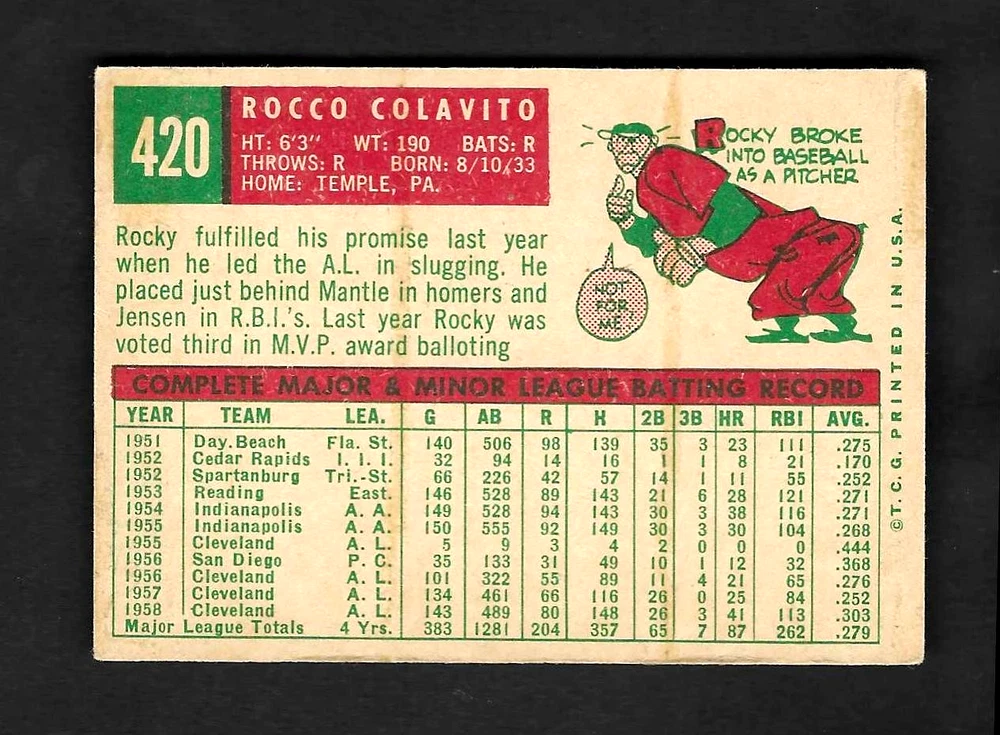 420
ROCCO COLAVITO
HT: 6'3" WT: 190 BATS: R
THROWS: R BORN: 8/10/33
HOME: TEMPLE, PA.
ROCKY BROKE
INTO BASEBALL
AS A PITCHER
NOT
FOR
ME
Rocky fulfilled his promise last year
when he led the A.L. in slugging. He
placed just behind Mantle in homers and
Jensen in R.B.I.'s. Last year Rocky was
voted third in M.V.P. award balloting
COMPLETE MAJOR & MINOR LEAGUE BATTING RECORD
YEAR TEAM LEA. G AB R H 2B 3B HR RBI AVG.
1951 Day. Beach Fla. St. 140 506 98 139 35 3 23 111 .275
1952 Cedar Rapids I. I. I. 32 94 14 16 1 1 8 21 .170
1952 Spartanburg Tri.-St. 66 226 42 57 14 1 11 55 .252
1953 Reading East. 146 528 89 143 21 6 28 121 .271
1954 Indianapolis A. A. 149 528 94 143 30 3 38 116 .271
1955 Indianapolis A. A. 150 555 92 149 30 3 30 104 .268
1955 Cleveland A. L. 5 9 3 4 2 0 0 0 .444
1956 San Diego P. C. 35 133 31 49 10 1 12 32 .368
1956 Cleveland A. L. 101 322 55 89 11 4 21 65 .276
1957 Cleveland A. L. 134 461 66 116 26 0 25 84 .252
1958 Cleveland A. L. 143 489 80 148 26 3 41 113 .303
Major League Totals 4 Yrs. 383 1281 204 357 65 7 87 262 .279
©T. C. G. PRINTED IN U.S.A.